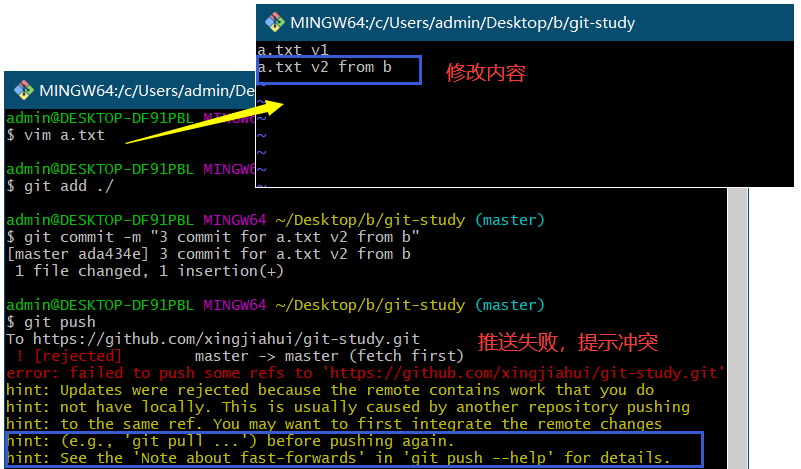 MINGW64:/c/Users/admin/Desktop/b/git-study
a.txt v1
a.txt v2 from b
修改内容
~
~
~
~
~
~
~
MINGW64:/c/Users/admin/De
admin@DESKTOP-DF91PBL MINGW6
$ vim a.txt
admin@DESKTOP-DF91PBL MINGW6
$ git add ./
admin@DESKTOP-DF91PBL MINGW64 ~/Desktop/b/git-study (master)
$ git commit -m "3 commit for a.txt v2 from b"
[master ada434e] 3 commit for a.txt v2 from b
1 file changed, 1 insertion(+)
admin@DESKTOP-DF91PBL MINGW64 ~/Desktop/b/git-study (master)
$ git push
To https://github.com/xingjiahui/git-study.git
推送失败，提示冲突
! [rejected] master -> master (fetch first)
error: failed to push some refs to 'https://github.com/xingjiahui/git-study.git'
hint: Updates were rejected because the remote contains work that you do
hint: not have locally. This is usually caused by another repository pushing
hint: to the same ref. You may want to first integrate the remote changes
hint: (e.g., 'git pull ...') before pushing again.
hint: See the 'Note about fast-forwards' in 'git push --help' for details.